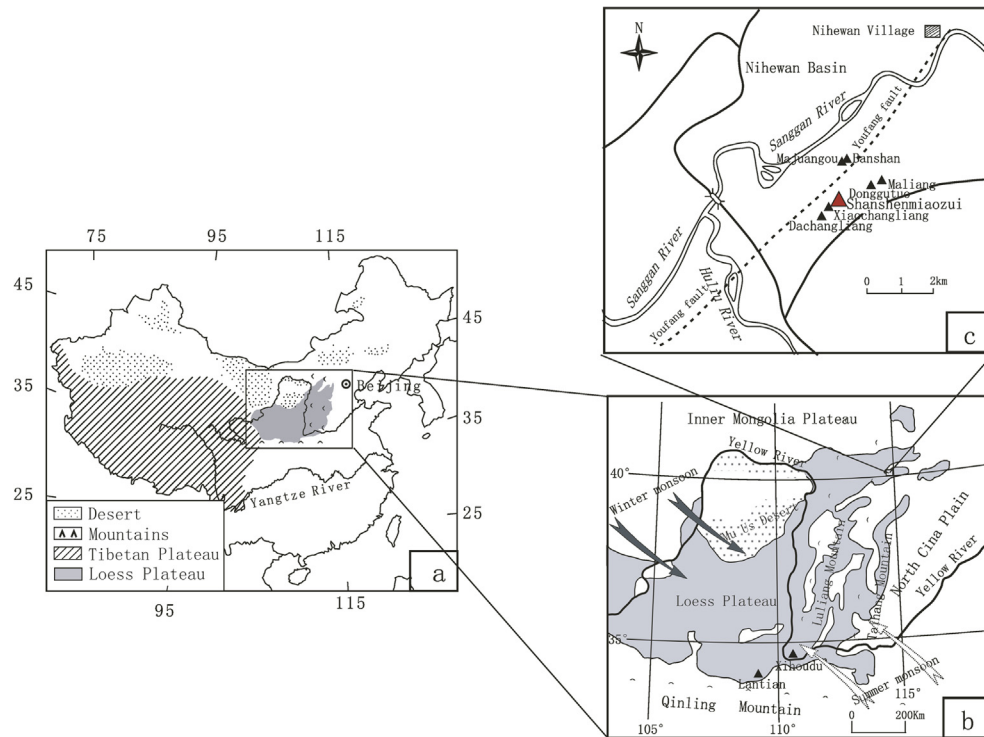 75
95
115
45
45
35
35
25
25
95
115
Beijing
Yangtze River
Desert
Mountains
Tibetan Plateau
Loess Plateau
a
Nihewan Village
N
Nihewan Basin
Sanggan River
Youfang fault
Majuangou
Banshan
Maliang
Donggutuo
Shanshenmiaozui
Xiaochangliang
Dachangliang
Sanggan River
Huliu River
Youfang fault
0 1 2km
c
Inner Mongolia Plateau
Yellow River
40°
Winter monsoon
Mu Us Desert
Loess Plateau
Luliang Mountain
Taihang Mountain
North Cina Plain
Yellow River
35°
Xihoudu
Lantian
Summer monsoon
Qinling Mountain
115°
105°
110°
0 200Km
b